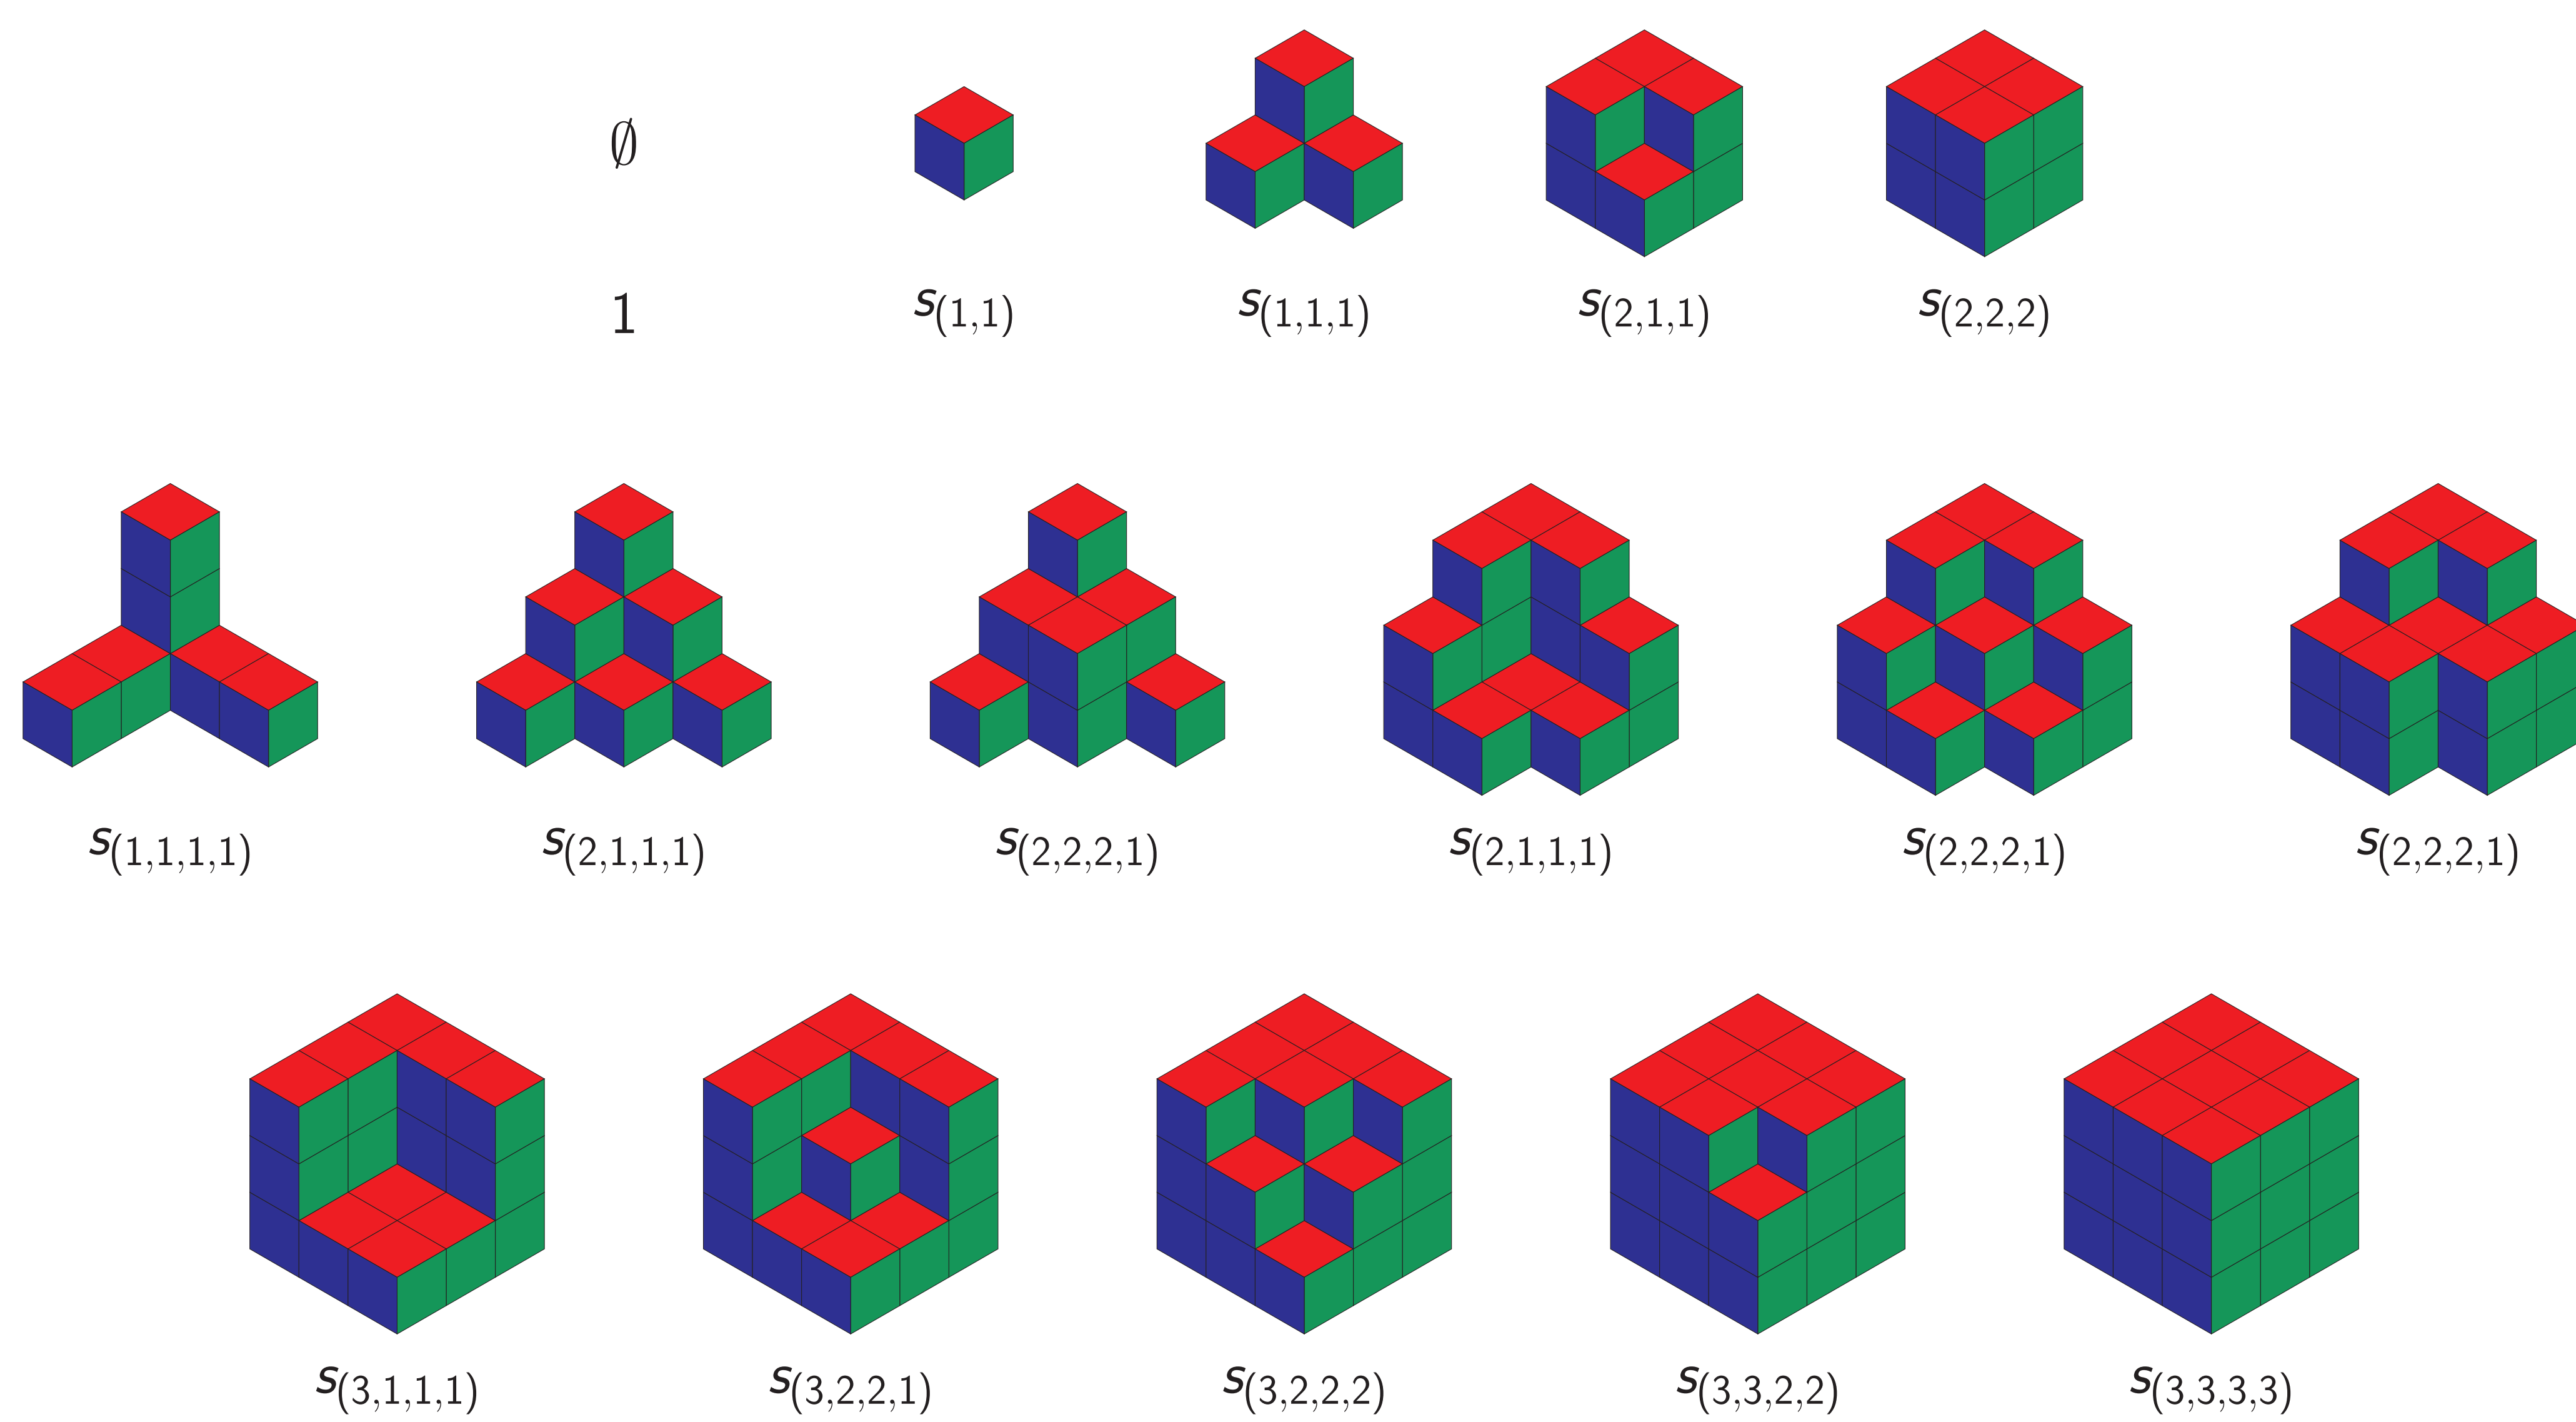 ∅
1 s(1,1) s(1,1,1) s(2,1,1) s(2,2,2)
s(1,1,1,1) s(2,1,1,1) s(2,2,2,1) s(2,1,1,1) s(2,2,2,1) s(2,2,2,1)
s(3,1,1,1) s(3,2,2,1) s(3,2,2,2) s(3,3,2,2) s(3,3,3,3)